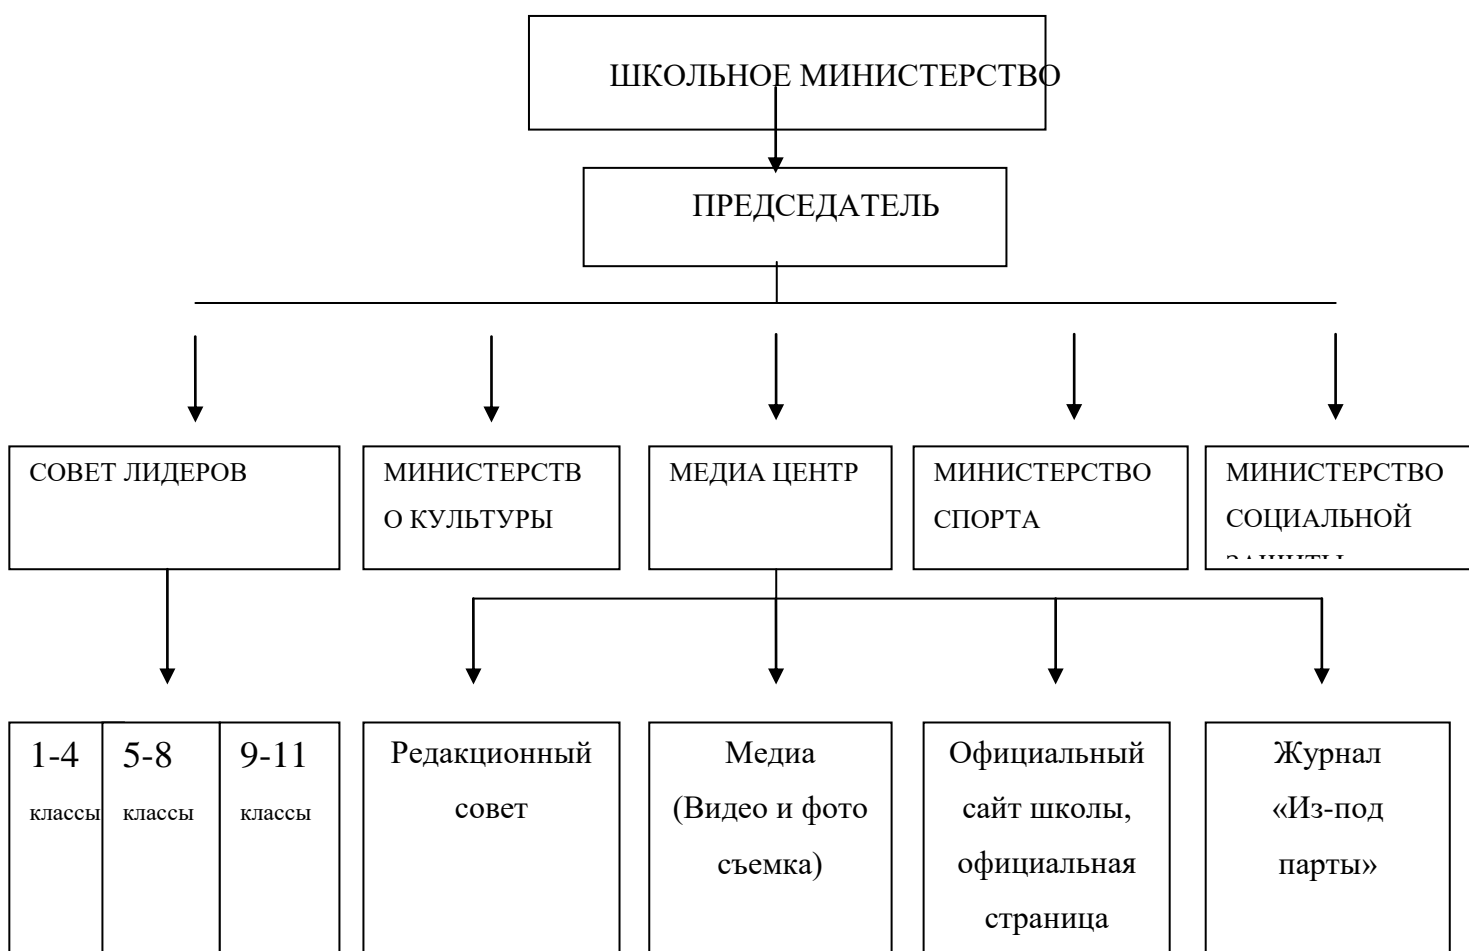 ШКОЛЬНОЕ МИНИСТЕРСТВО
ПРЕДСЕДАТЕЛЬ
СОВЕТ ЛИДЕРОВ
МИНИСТЕРСТВ
О КУЛЬТУРЫ
МЕДИА ЦЕНТР
МИНИСТЕРСТВО
СПОРТА
МИНИСТЕРСТВО
СОЦИАЛЬНОЙ
1-4
классы
5-8
классы
9-11
классы
Редакционный
совет
Медиа
(Видео и фото
съемка)
Официальный
сайт школы,
официальная
страница
Журнал
«Из-под
парты»